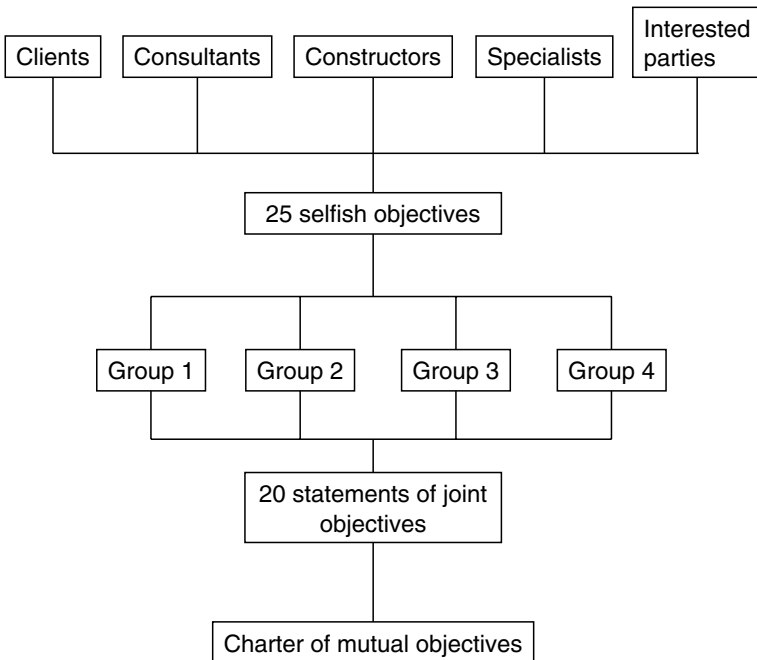 Clients
Consultants
Constructors
Specialists
Interested
parties
25 selfish objectives
Group 1
Group 2
Group 3
Group 4
20 statements of joint
objectives
Charter of mutual objectives